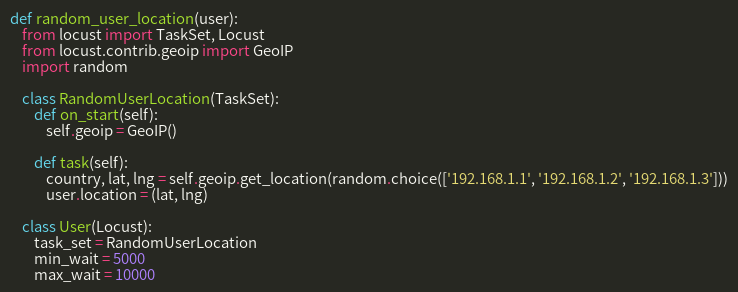 def random_user_location(user):
    from locust import TaskSet, Locust
    from locust.contrib.geoip import GeoIP
    import random

    class RandomUserLocation(TaskSet):
        def on_start(self):
            self.geoip = GeoIP()

        def task(self):
            country, lat, lng = self.geoip.get_location(random.choice(['192.168.1.1', '192.168.1.2', '192.168.1.3']))
            user.location = (lat, lng)

    class User(Locust):
        task_set = RandomUserLocation
        min_wait = 5000
        max_wait = 10000